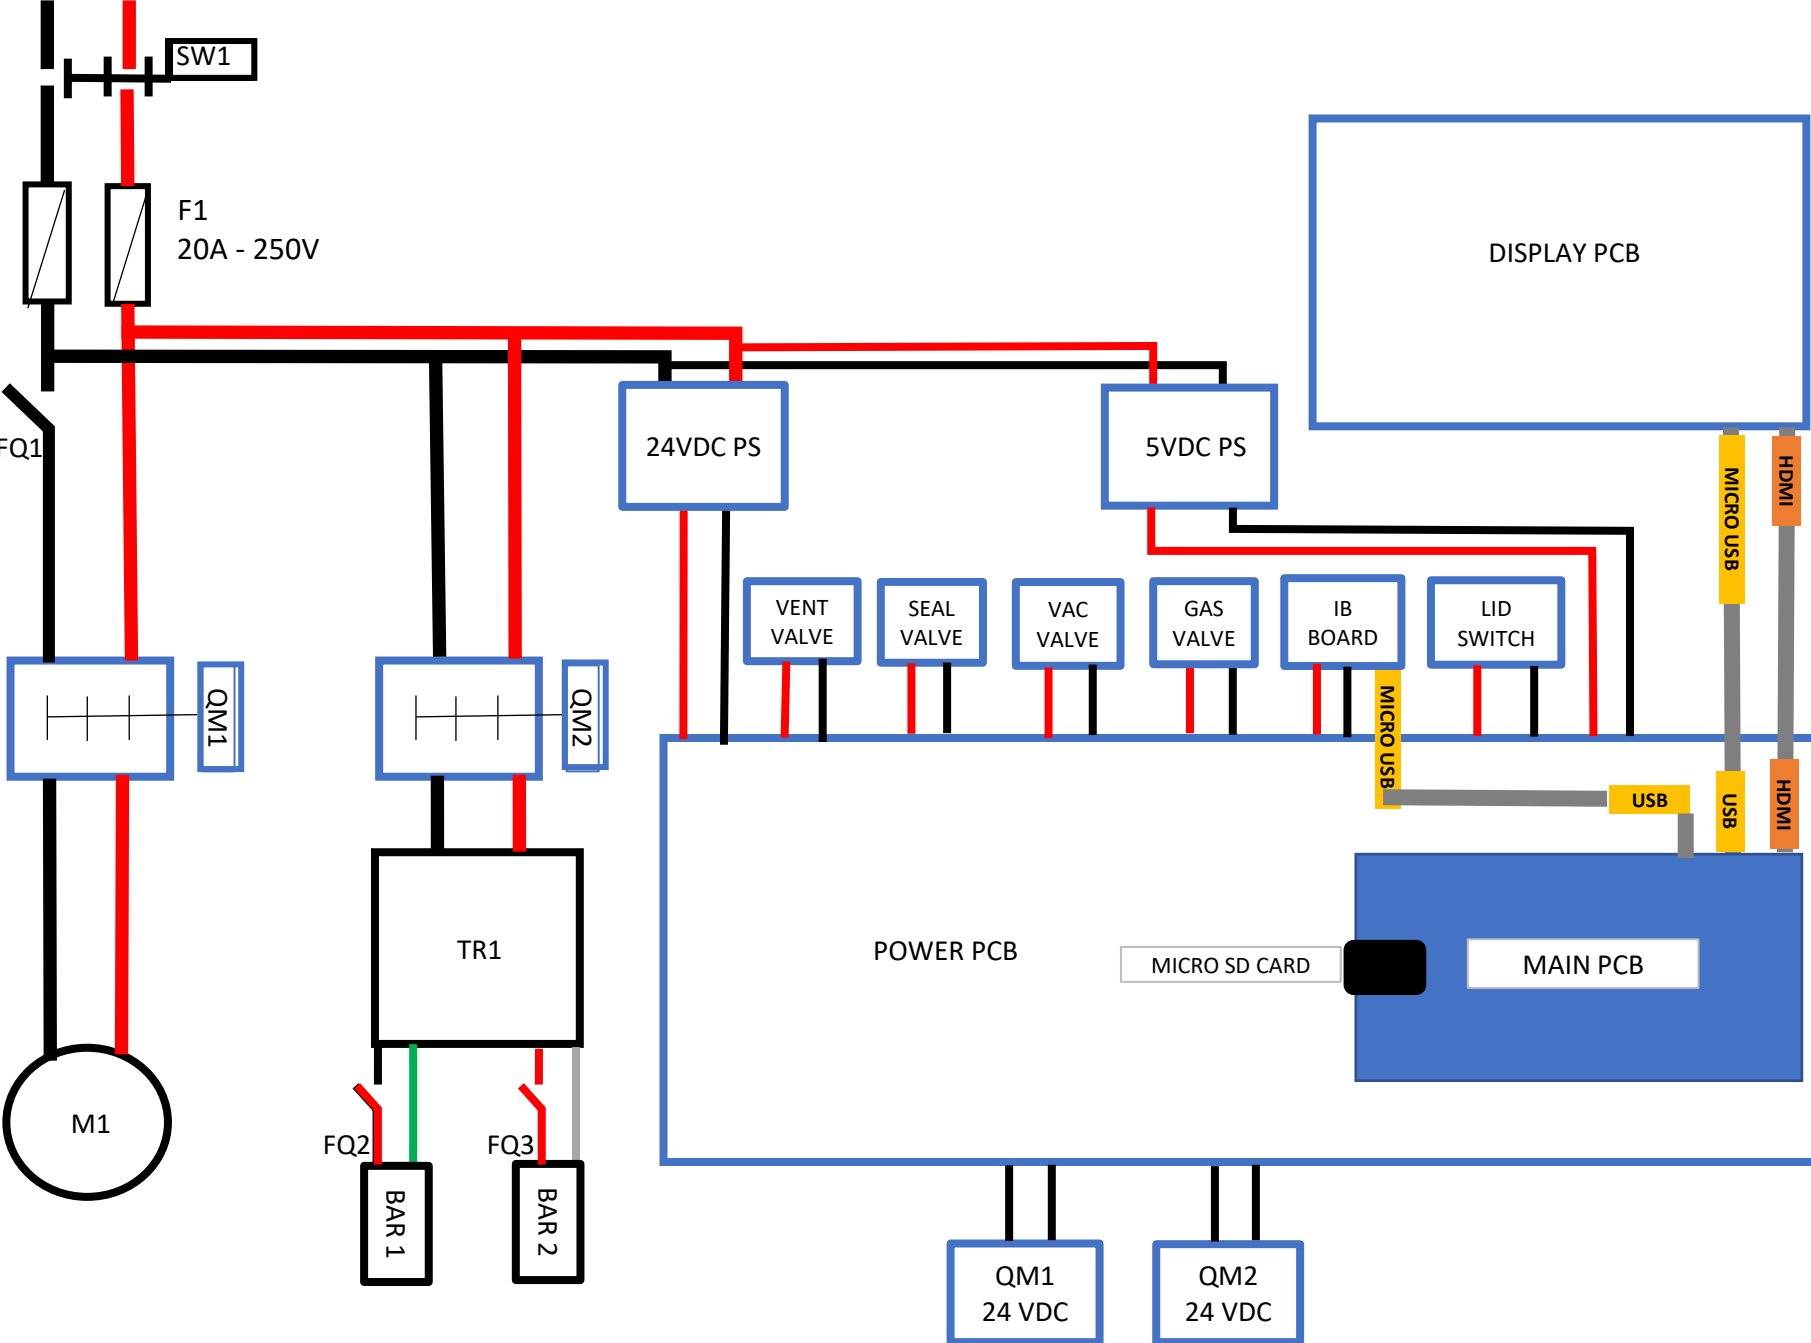 SW1
F1
20A - 250V
DISPLAY PCB
FQ1
24VDC PS
5VDC PS
MICRO USB
HDMI
VENT
VALVE
SEAL
VALVE
VAC
VALVE
GAS
VALVE
IB
BOARD
LID
SWITCH
QM1
QM2
MICRO USB
USB
USB
HDMI
TR1
POWER PCB
MICRO SD CARD
MAIN PCB
M1
FQ2
FQ3
BAR 1
BAR 2
QM1
24 VDC
QM2
24 VDC